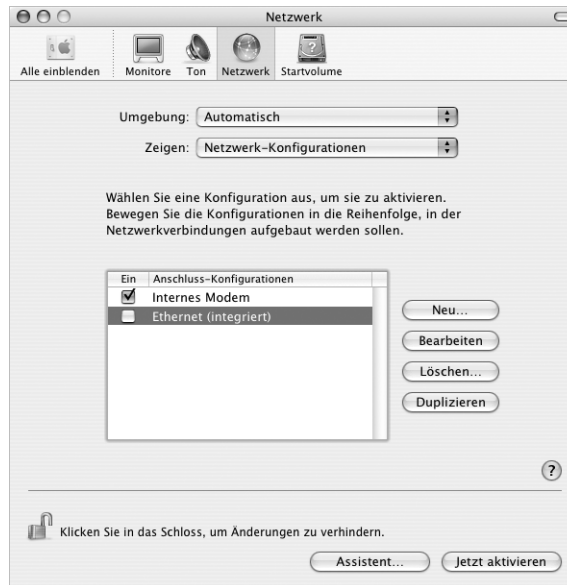 Netzwerk
Alle einblenden
Monitore
Ton
Netzwerk
Startvolume
Umgebung: Automatisch
Zeigen: Netzwerk-Konfigurationen
Wählen Sie eine Konfiguration aus, um sie zu aktivieren.
Bewegen Sie die Konfigurationen in die Reihenfolge, in der
Netzwerkverbindungen aufgebaut werden sollen.
Ein Anschluss-Konfigurationen
Internes Modem
Ethernet (integriert)
Neu...
Bearbeiten
Löschen...
Duplizieren
?
Klicken Sie in das Schloss, um Änderungen zu verhindern.
Assistent... Jetzt aktivieren